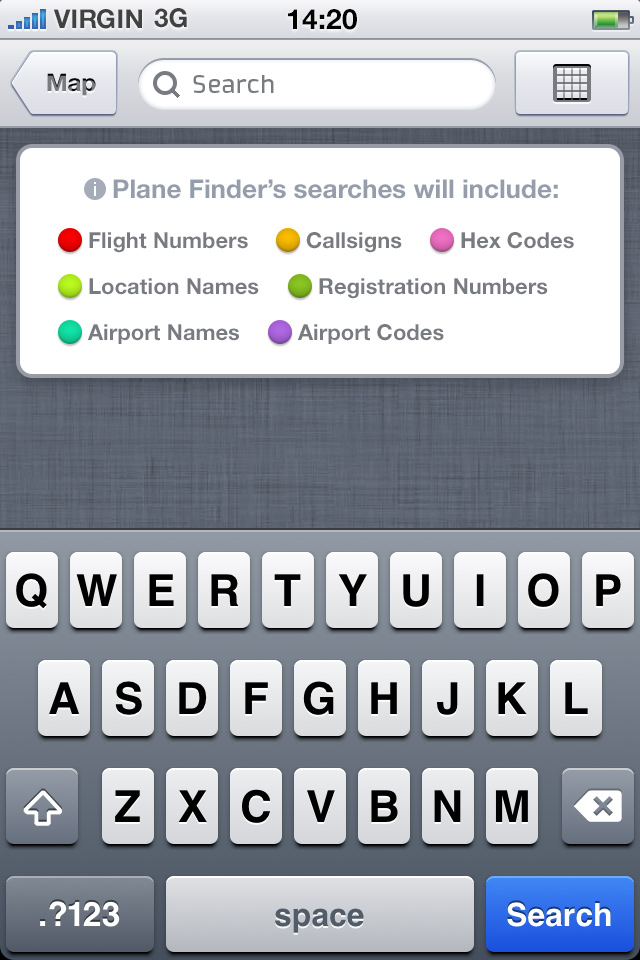 VIRGIN 3G 14:20
Map Search
Plane Finder's searches will include:
Flight Numbers Callsigns Hex Codes
Location Names Registration Numbers
Airport Names Airport Codes
Q W E R T Y U I O P
A S D F G H J K L
Z X C V B N M
.?123 space Search